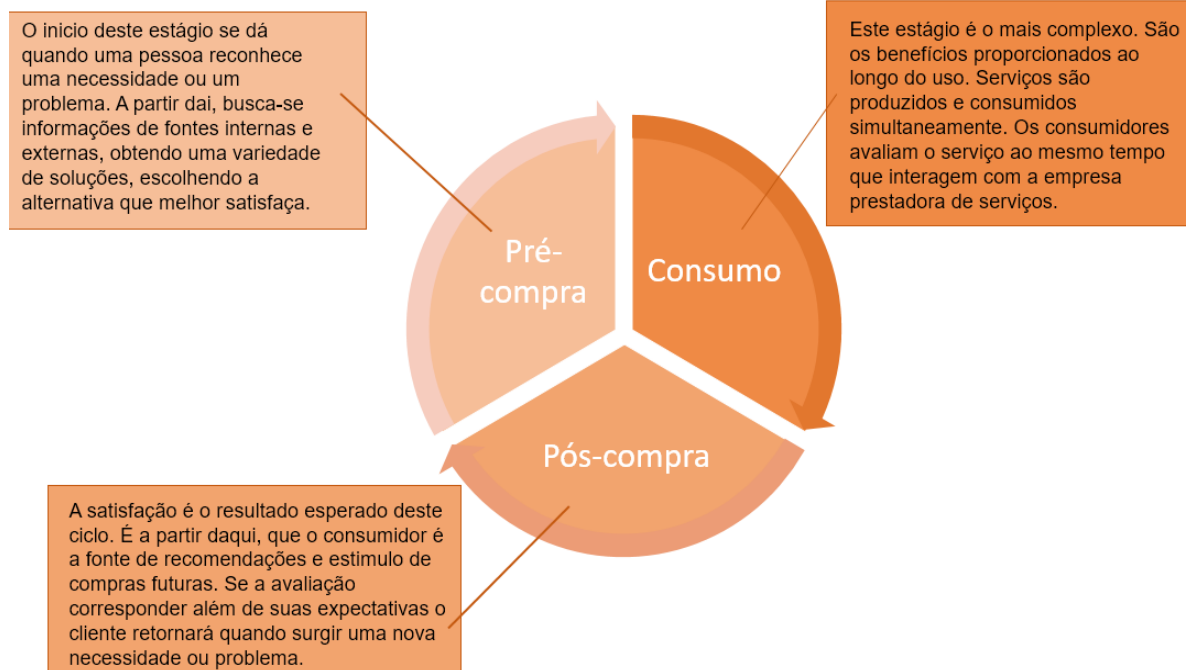 O inicio deste estágio se dá
quando uma pessoa reconhece
uma necessidade ou um
problema. A partir dai, busca-se
informações de fontes internas e
externas, obtendo uma variedade
de soluções, escolhendo a
alternativa que melhor satisfaça.
Este estágio é o mais complexo. São
os benefícios proporcionados ao
longo do uso. Serviços são
produzidos e consumidos
simultaneamente. Os consumidores
avaliam o serviço ao mesmo tempo
que interagem com a empresa
prestadora de serviços.
Pré-
compra
Consumo
Pós-compra
A satisfação é o resultado esperado deste
ciclo. É a partir daqui, que o consumidor é
a fonte de recomendações e estimulo de
compras futuras. Se a avaliação
corresponder além de suas expectativas o
cliente retornará quando surgir uma nova
necessidade ou problema.